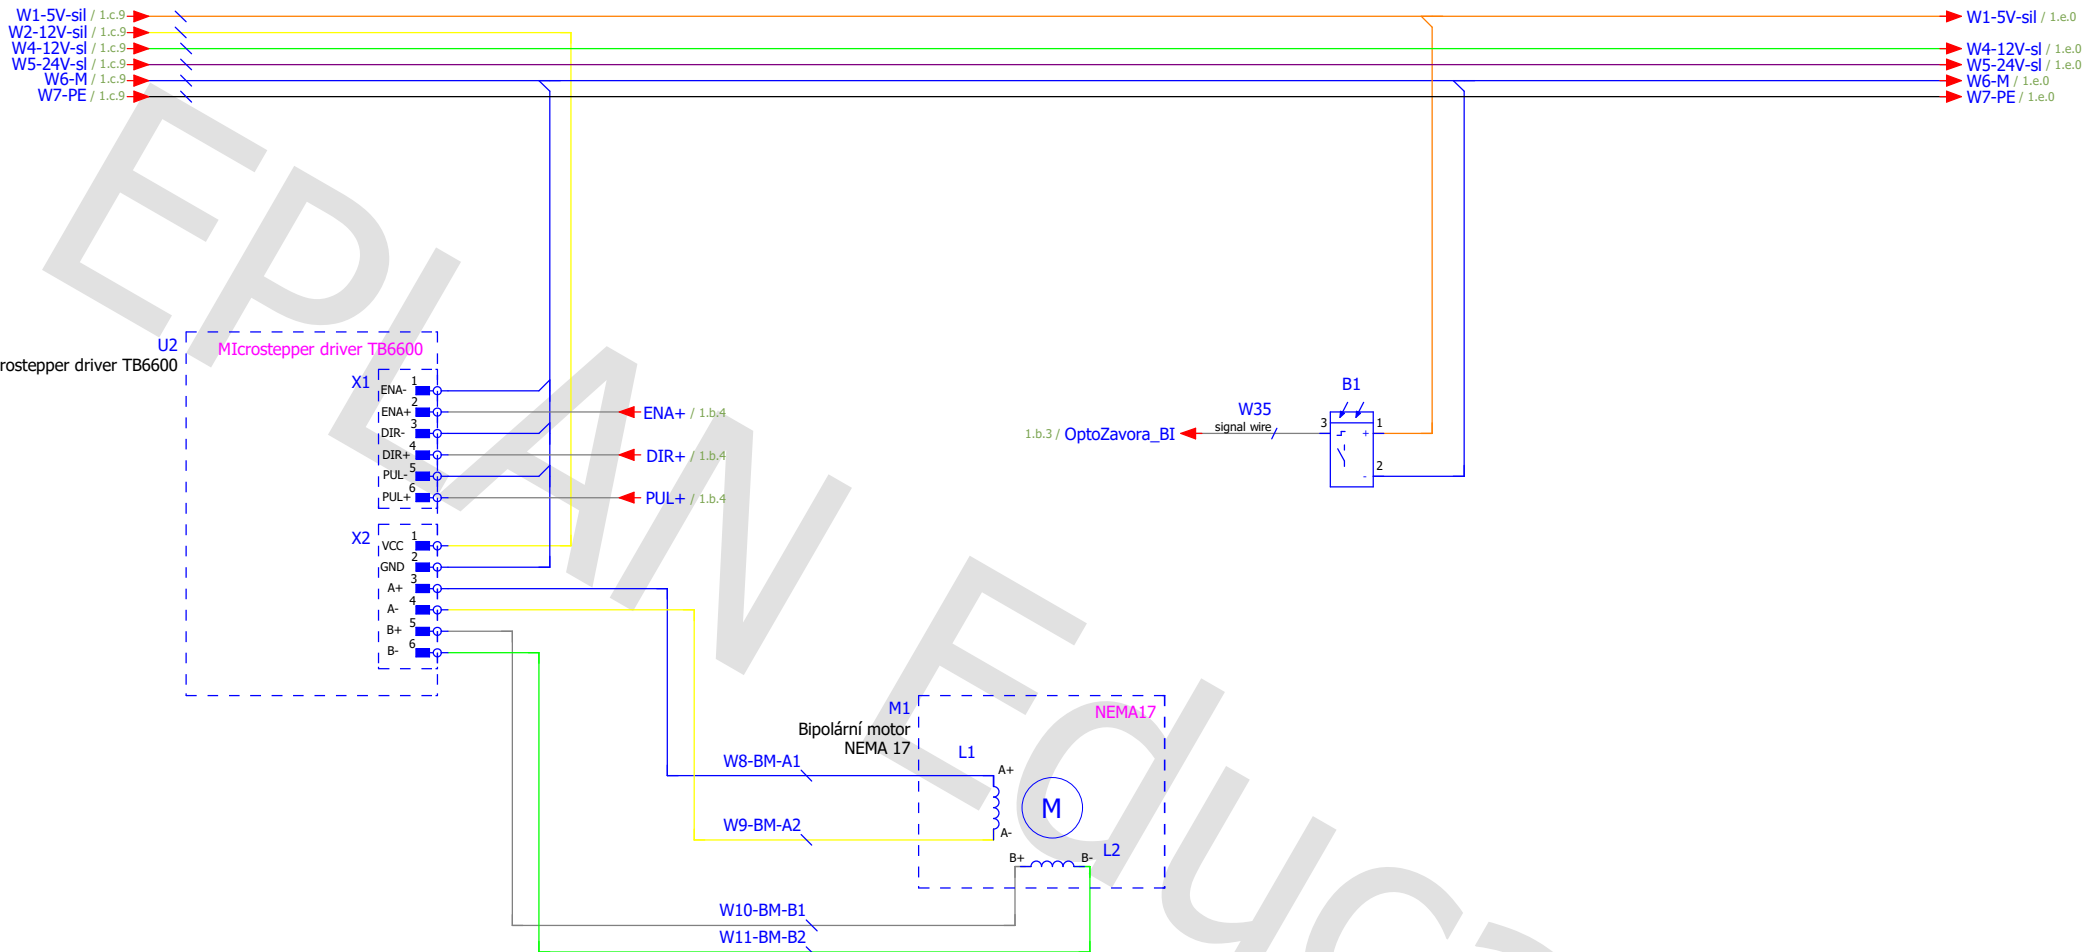 W1-5V-sil / 1.c.9
W1-5V-sil / 1.e.0
W2-12V-sil / 1.c.9
W4-12V-sl / 1.c.9
W4-12V-sl / 1.e.0
W5-24V-sl / 1.c.9
W5-24V-sl / 1.e.0
W6-M / 1.c.9
W6-M / 1.e.0
W7-PE / 1.c.9
W7-PE / 1.e.0
EPLAN Educa
U2
MIcrostepper driver TB6600
rostepper driver TB6600
X1
ENA- 1
ENA+ 2
DIR- 3
DIR+ 4
PUL- 5
PUL+ 6
ENA+ / 1.b.4
DIR+ / 1.b.4
PUL+ / 1.b.4
B1
W35
signal wire
1.b.3 / OptoZavora_BI
3
1
+
2
-
X2
VCC 1
GND 2
A+ 3
A- 4
B+ 5
B- 6
M1
NEMA17
Bipolární motor
NEMA 17
L1
W8-BM-A1
A+
M
W9-BM-A2
A-
B+
B-
L2
W10-BM-B1
W11-BM-B2